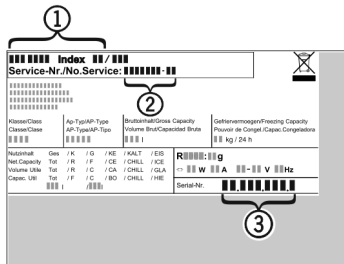 1
Index /
Service-Nr./No.Service: -
2
Klasse/Class Ap-Typ/AP-Type Bruttoinhalt/Gross Capacity Gefriervermoegen/Freezing Capacity
Classe/Clase AP-Type/AP-Tipo Volume Brut/Capacidad Brute Pouvoir de Conget./Capac.Congeladora
l kg / 24 h
Nutzinhalt Ges / K / G / KE / KALT / EIS
Net.Capacity Tot / R / F / CE / CHILL / ICE
Volume Utile Tot / R / C / CA / CHILL / GLA
Capac. Util Tot / F / C / BO / CHILL / HIE
l / l
R : g
W A - V Hz
Serial-Nr. . . .
3